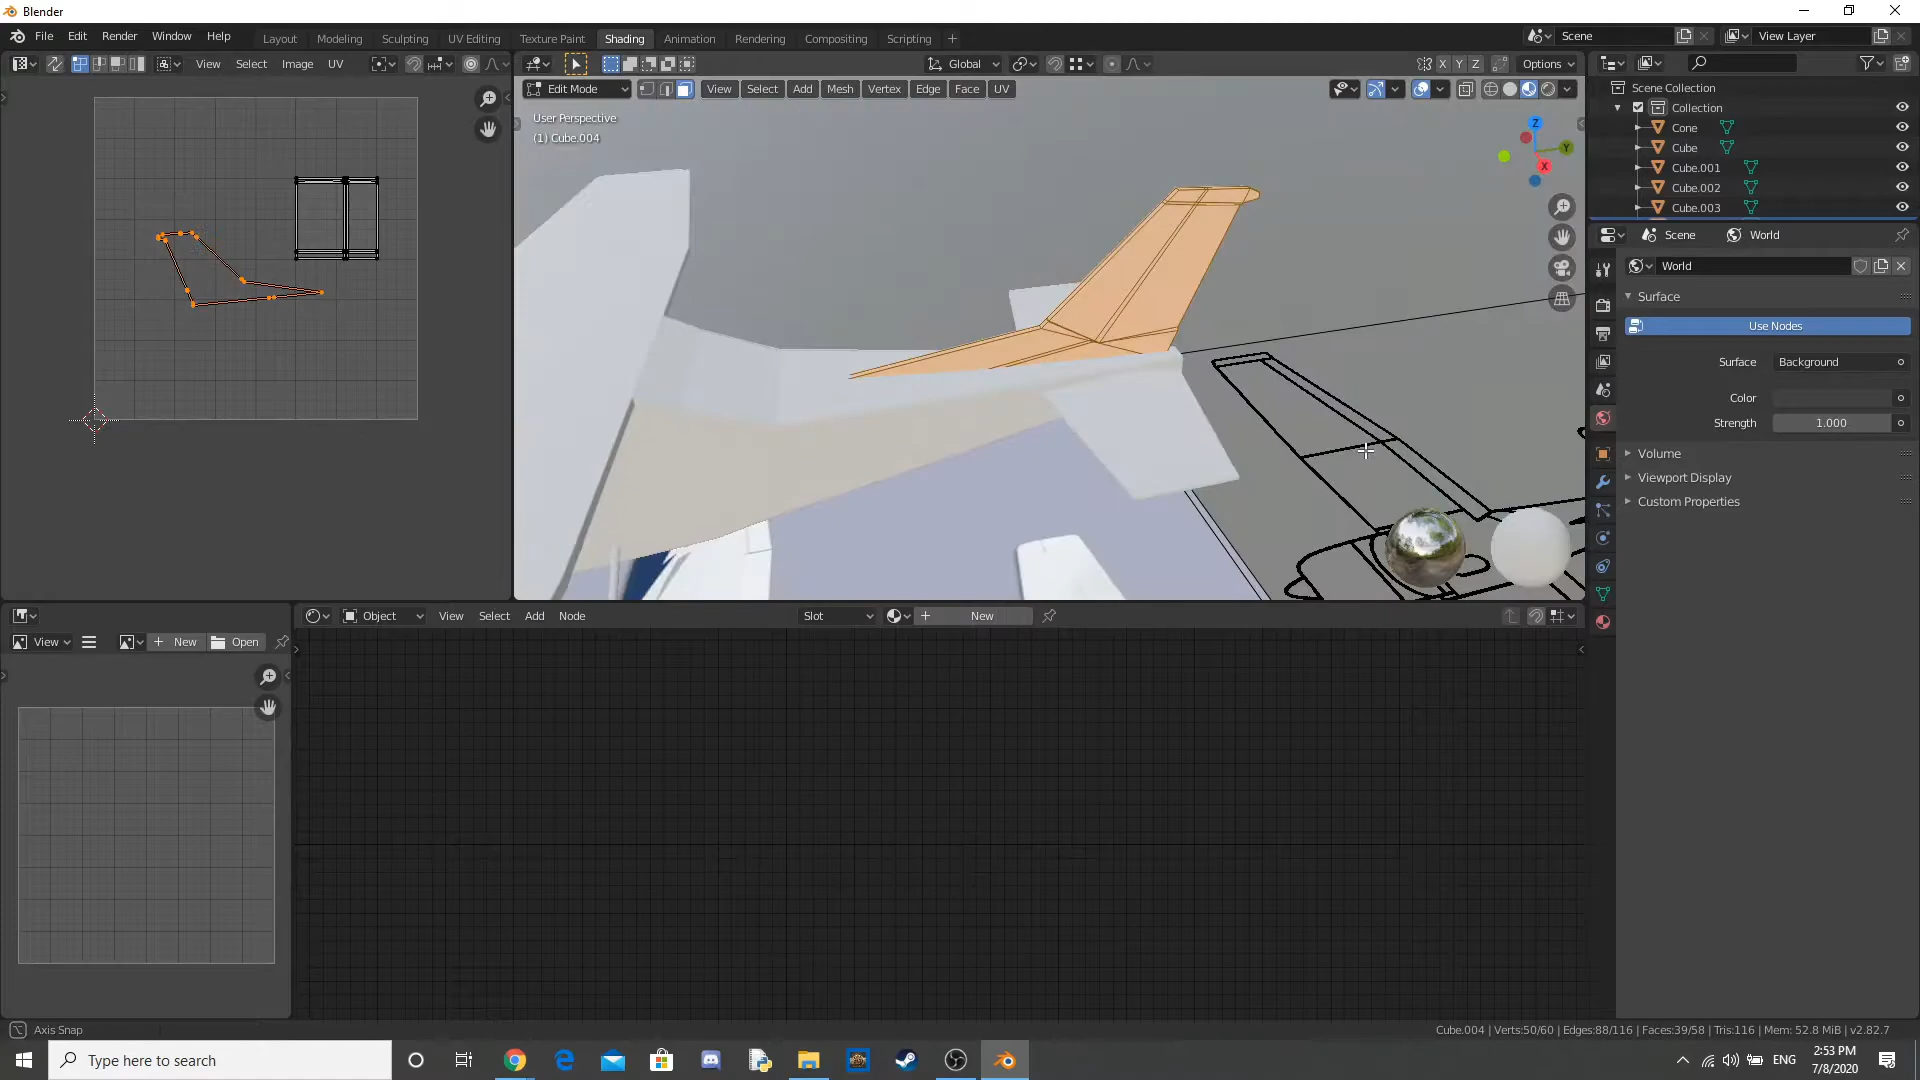 Blender
File Edit Render Window Help
Layout Modeling Sculpting UV Editing Texture Paint Shading Animation Rendering Compositing Scripting
Scene
View Layer
View Select Image UV
Global
X Y Z
Options
Edit Mode
View Select Add Mesh Vertex Edge Face UV
User Perspective
(1) Cube.004
Z
Y
X
Scene Collection
Collection
Cone
Cube
Cube.001
Cube.002
Cube.003
Scene
World
World
Surface
Use Nodes
Surface
Background
Color
Strength
1.000
Volume
Viewport Display
Custom Properties
Object
View Select Add Node
Slot
New
View
New
Open
Axis Snap
Cube.004 | Verts:50/60 | Edges:88/116 | Faces:39/58 | Tris:116 | Mem: 52.8 MiB | v2.82.7
Type here to search
ENG
2:53 PM
7/8/2020